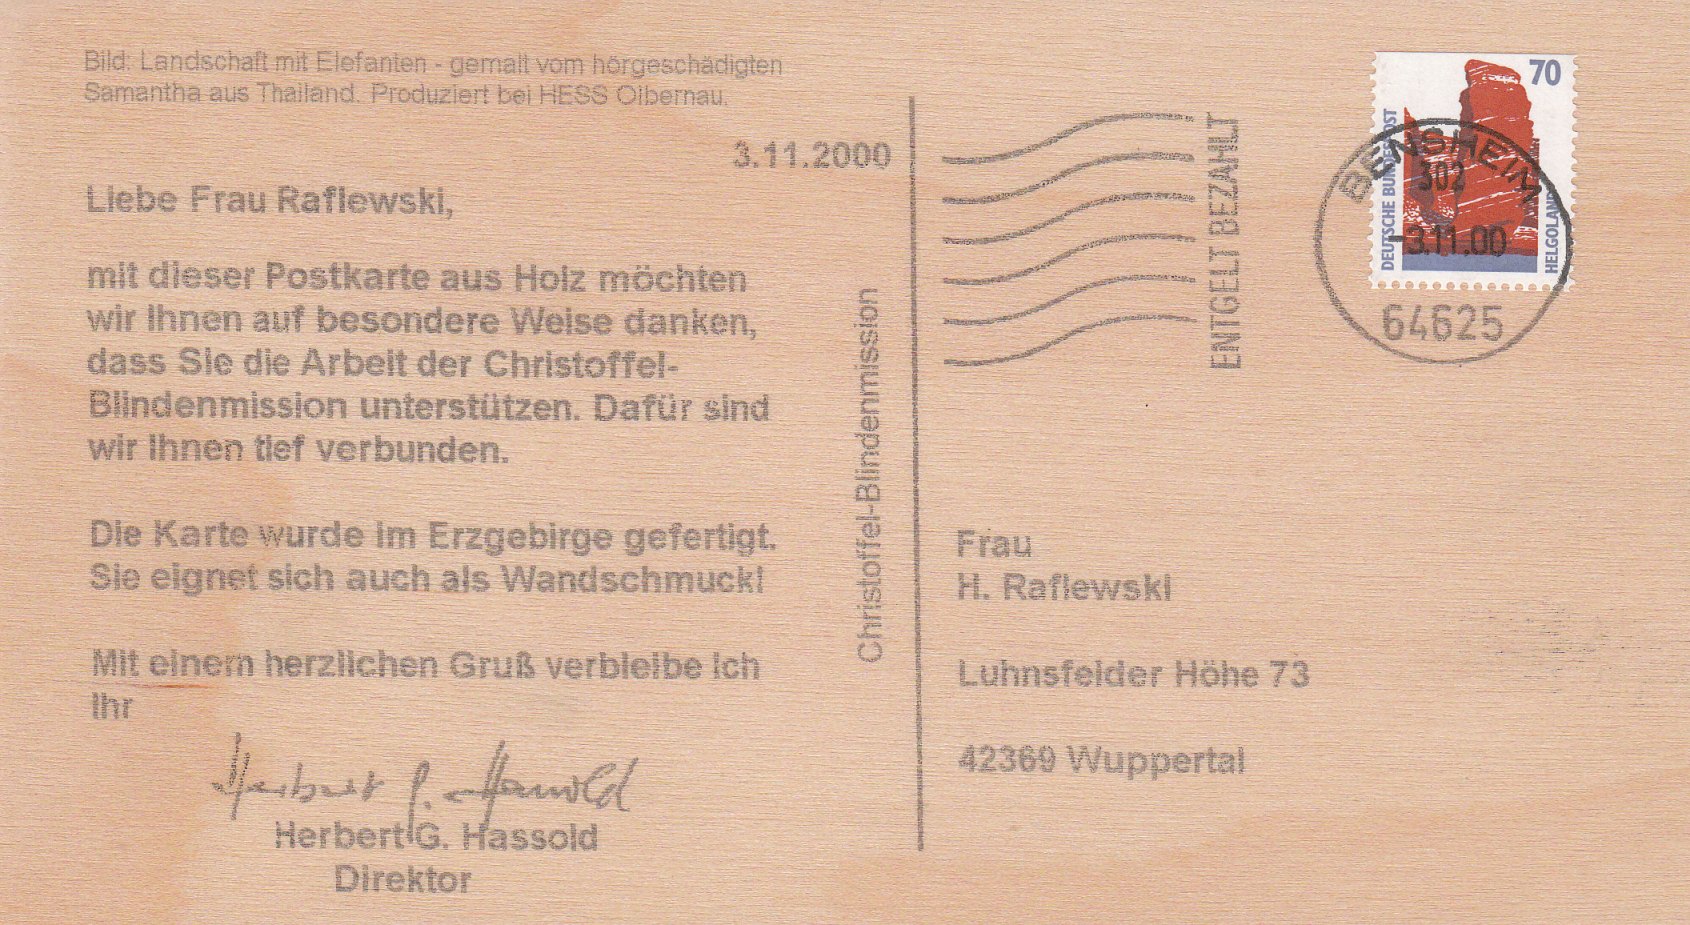 Bild: Landschaft mit Elefanten - gemalt vom hörgeschädigten
Samantha aus Thailand. Produziert bei HESS Olbernau.
3.11.2000
Liebe Frau Raflewski,
mit dieser Postkarte aus Holz möchten
wir Ihnen auf besondere Weise danken,
dass Sie die Arbeit der Christoffel-
Blindenmission unterstützen. Dafür sind
wir Ihnen tief verbunden.
Die Karte wurde im Erzgebirge gefertigt.
Sie eignet sich auch als Wandschmuck!
Mit einem herzlichen Gruß verbleibe ich
Ihr
Herbert G. Hassold
Herbert G. Hassold
Direktor
Christoffel-Blindenmission
ENTGELT BEZAHLT
70
DEUTSCHE BUNDESPOST
HELGOLAND
BENSHEIM
302
-3.11.00
64625
Frau
H. Raflewski
Luhnsfelder Höhe 73
42369 Wuppertal